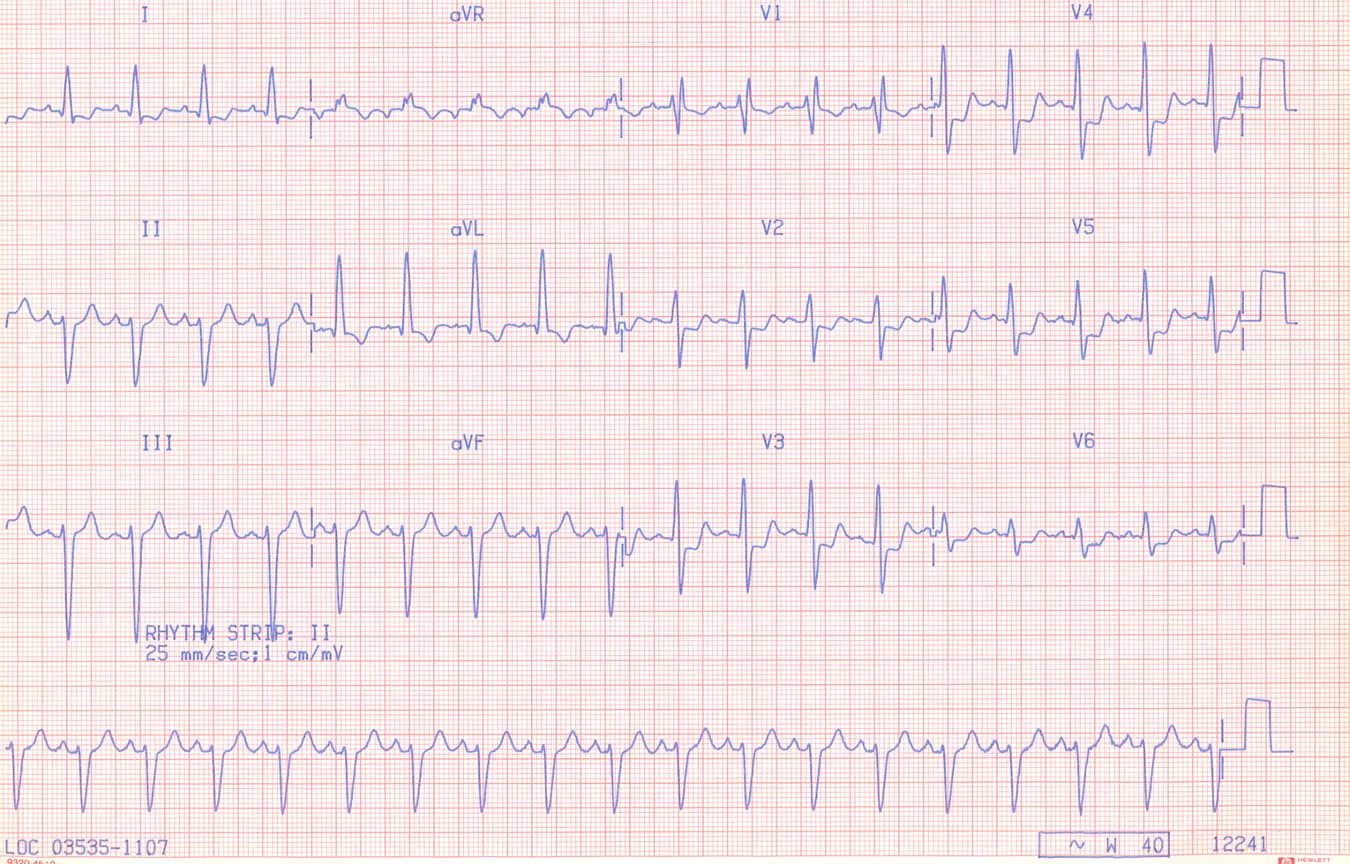 I aVR V1 V4
II aVL V2 V5
III aVF V3 V6
RHYTHM STRIP: II
25 mm/sec;1 cm/mV
LOC 03535-1107
~ W 40 12241
HEWLETT